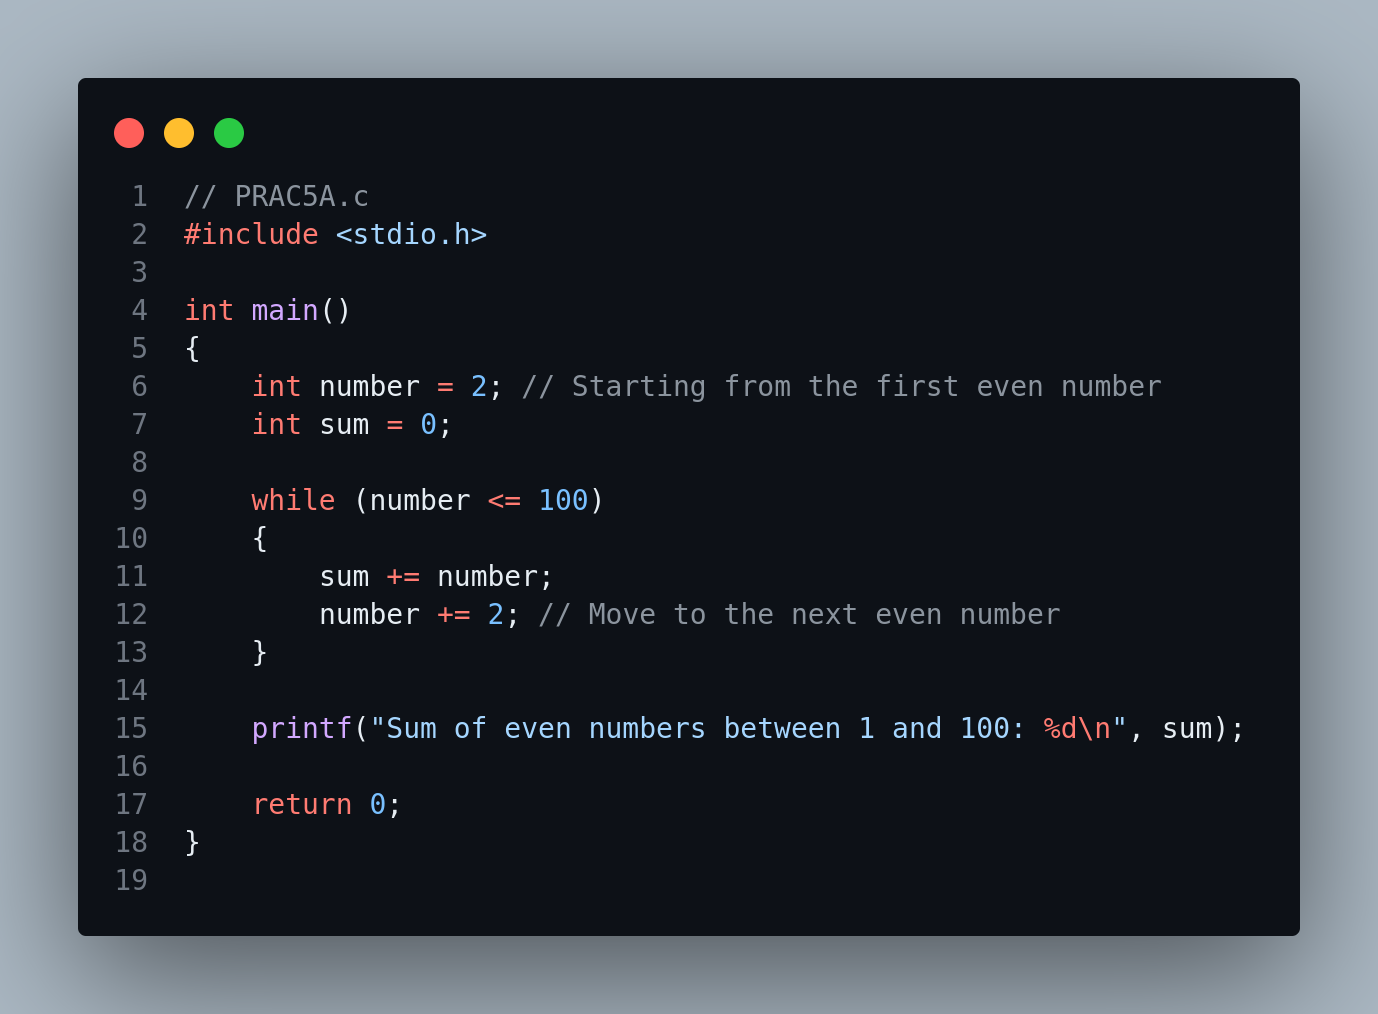 1 // PRAC5A.c
2 #include <stdio.h>
3
4 int main()
5 {
6     int number = 2; // Starting from the first even number
7     int sum = 0;
8
9     while (number <= 100)
10     {
11         sum += number;
12         number += 2; // Move to the next even number
13     }
14
15     printf("Sum of even numbers between 1 and 100: %d\n", sum);
16
17     return 0;
18 }
19